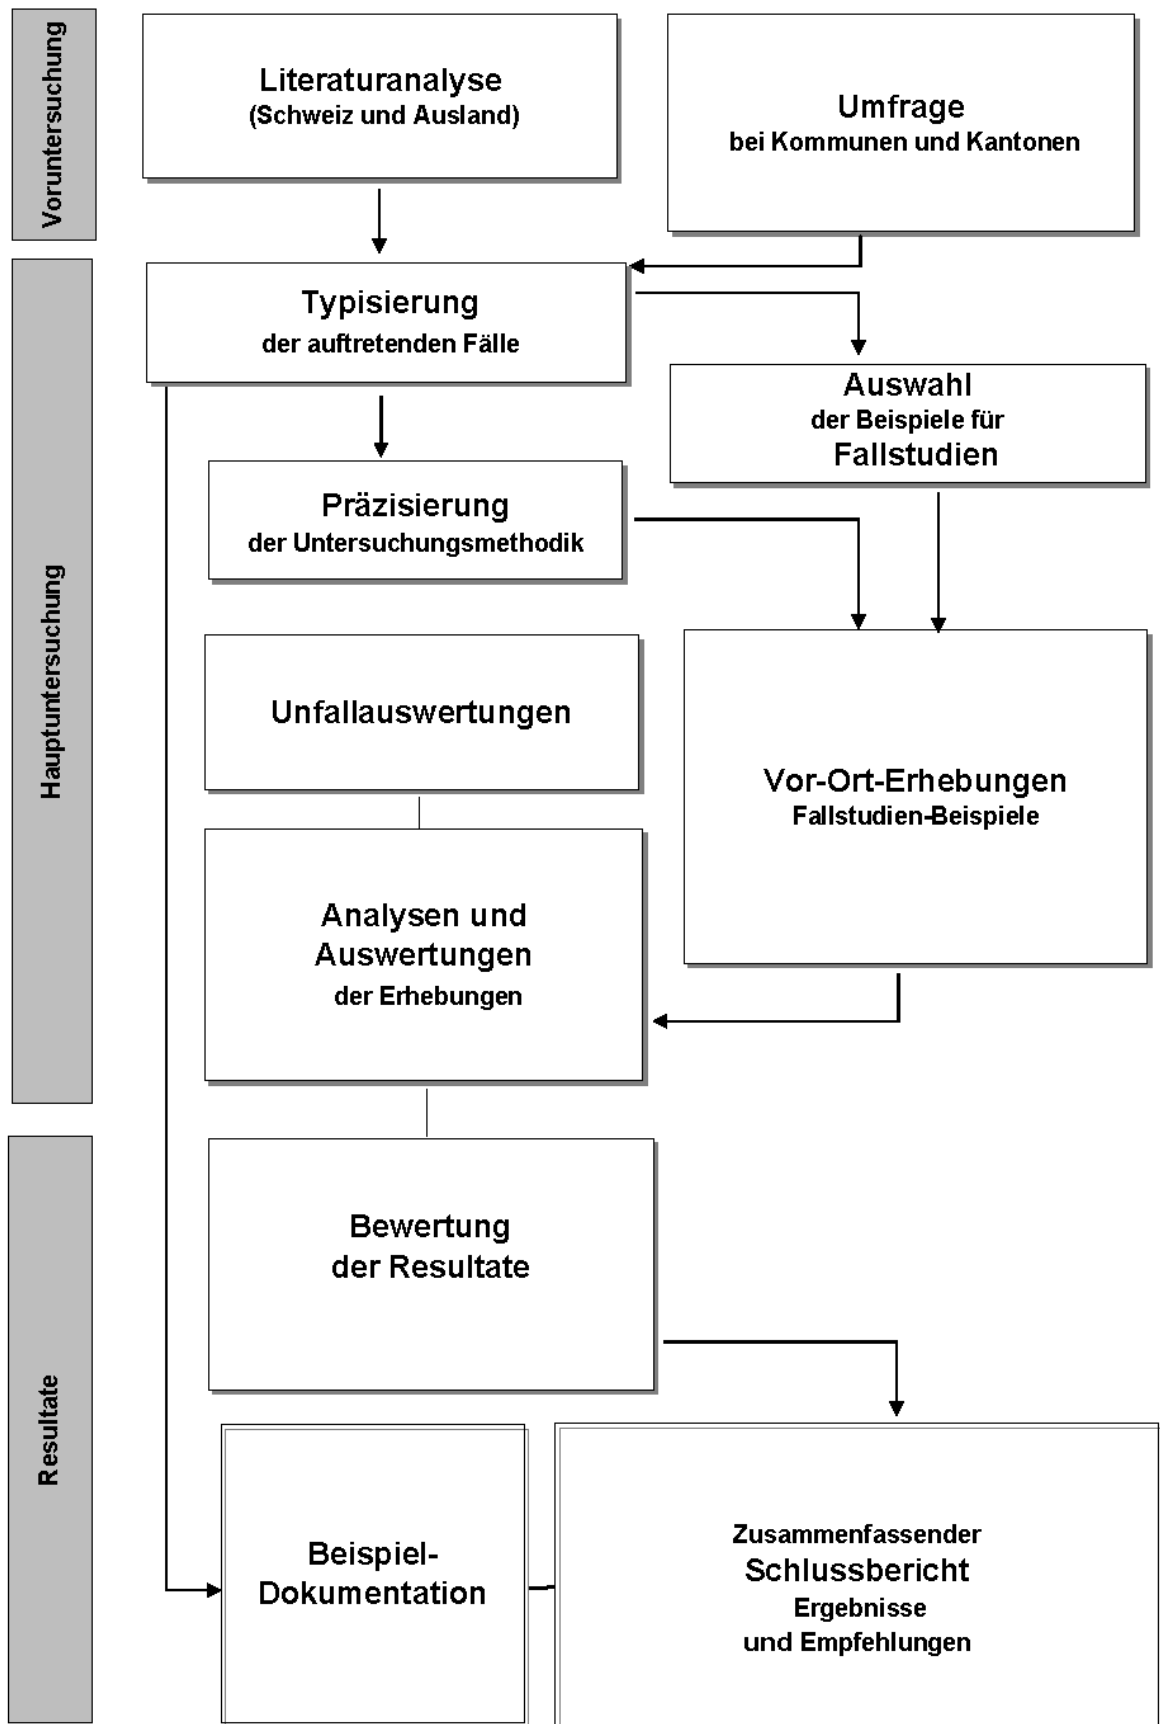 Voruntersuchung
Literaturanalyse
(Schweiz und Ausland)
Umfrage
bei Kommunen und Kantonen
Hauptuntersuchung
Typisierung
der auftretenden Fälle
Auswahl
der Beispiele für
Fallstudien
Präzisierung
der Untersuchungsmethodik
Unfallauswertungen
Vor-Ort-Erhebungen
Fallstudien-Beispiele
Analysen und
Auswertungen
der Erhebungen
Resultate
Bewertung
der Resultate
Beispiel-
Dokumentation
Zusammenfassender
Schlussbericht
Ergebnisse
und Empfehlungen